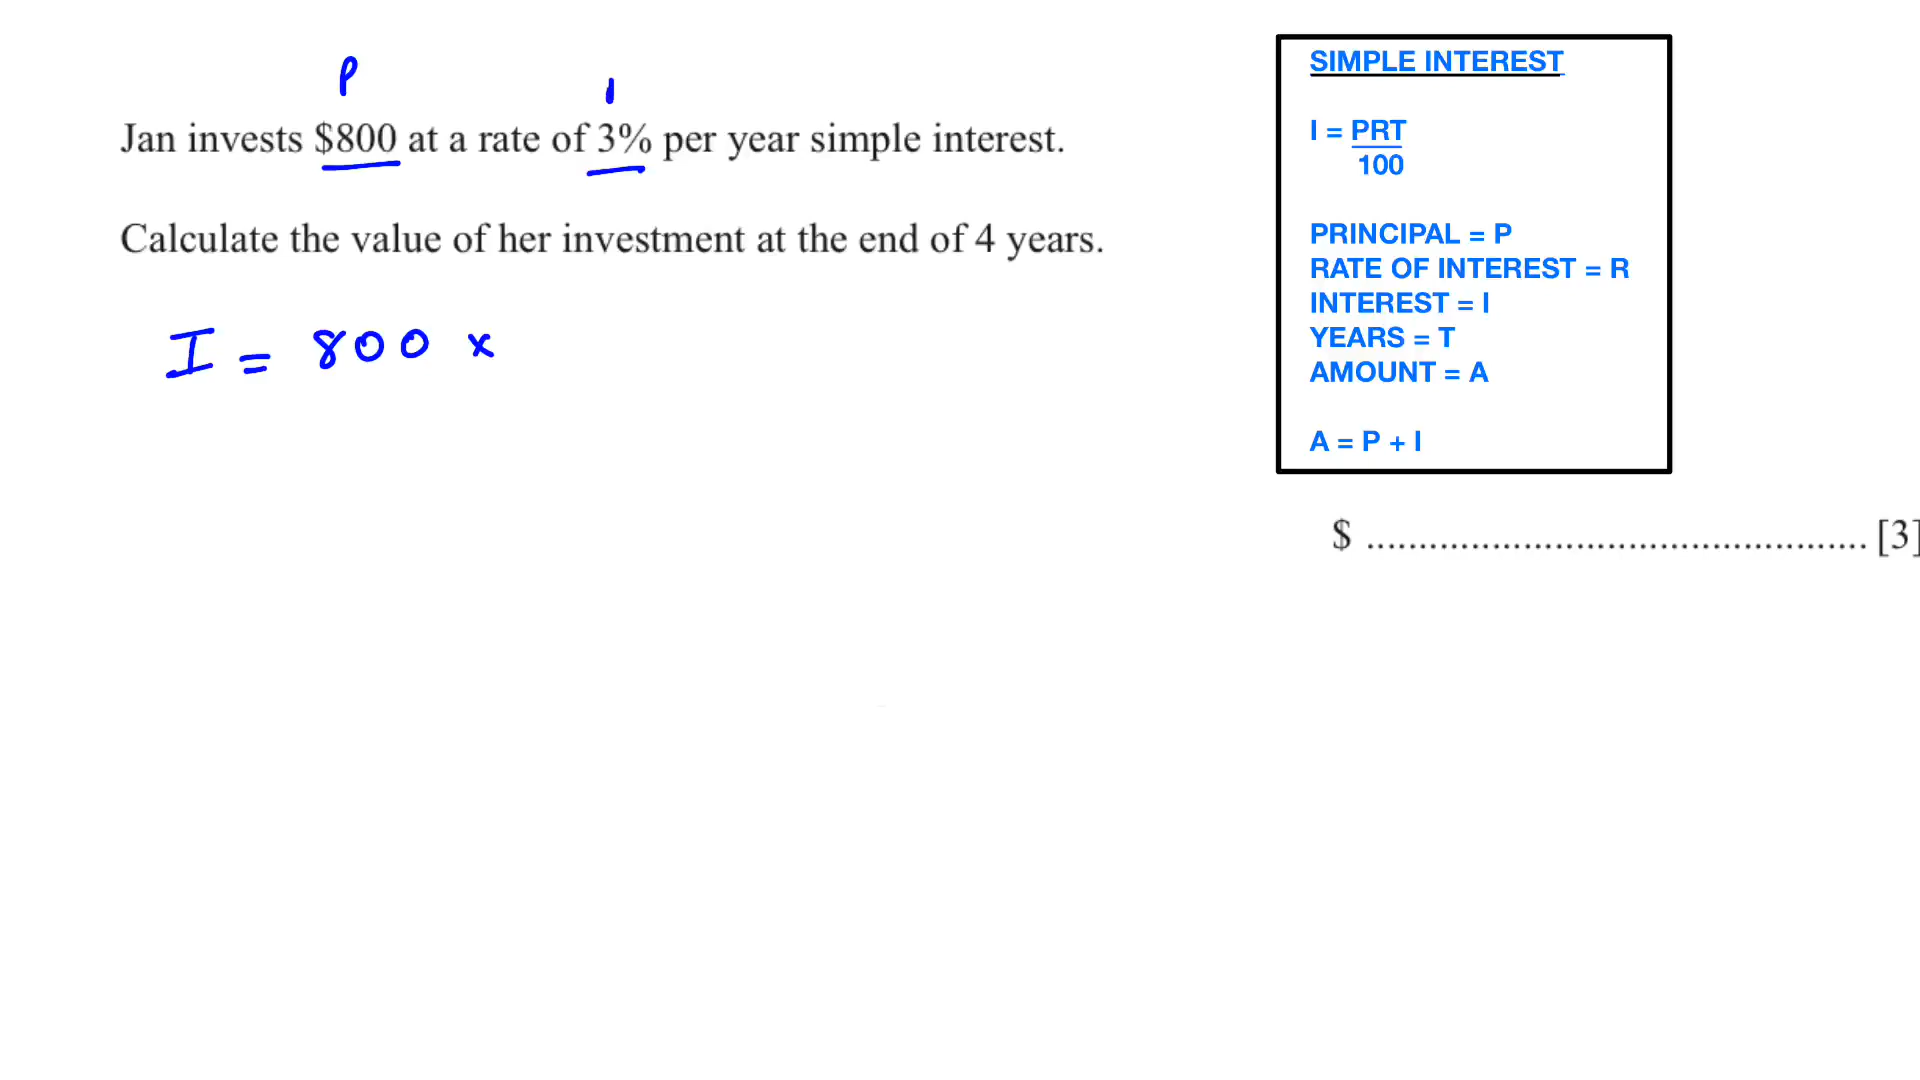 P
I
Jan invests $800 at a rate of 3% per year simple interest.
Calculate the value of her investment at the end of 4 years.
I = 800 ×
SIMPLE INTEREST
I = PRT
100
PRINCIPAL = P
RATE OF INTEREST = R
INTEREST = I
YEARS = T
AMOUNT = A
A = P + I
$ ................................................ [3]